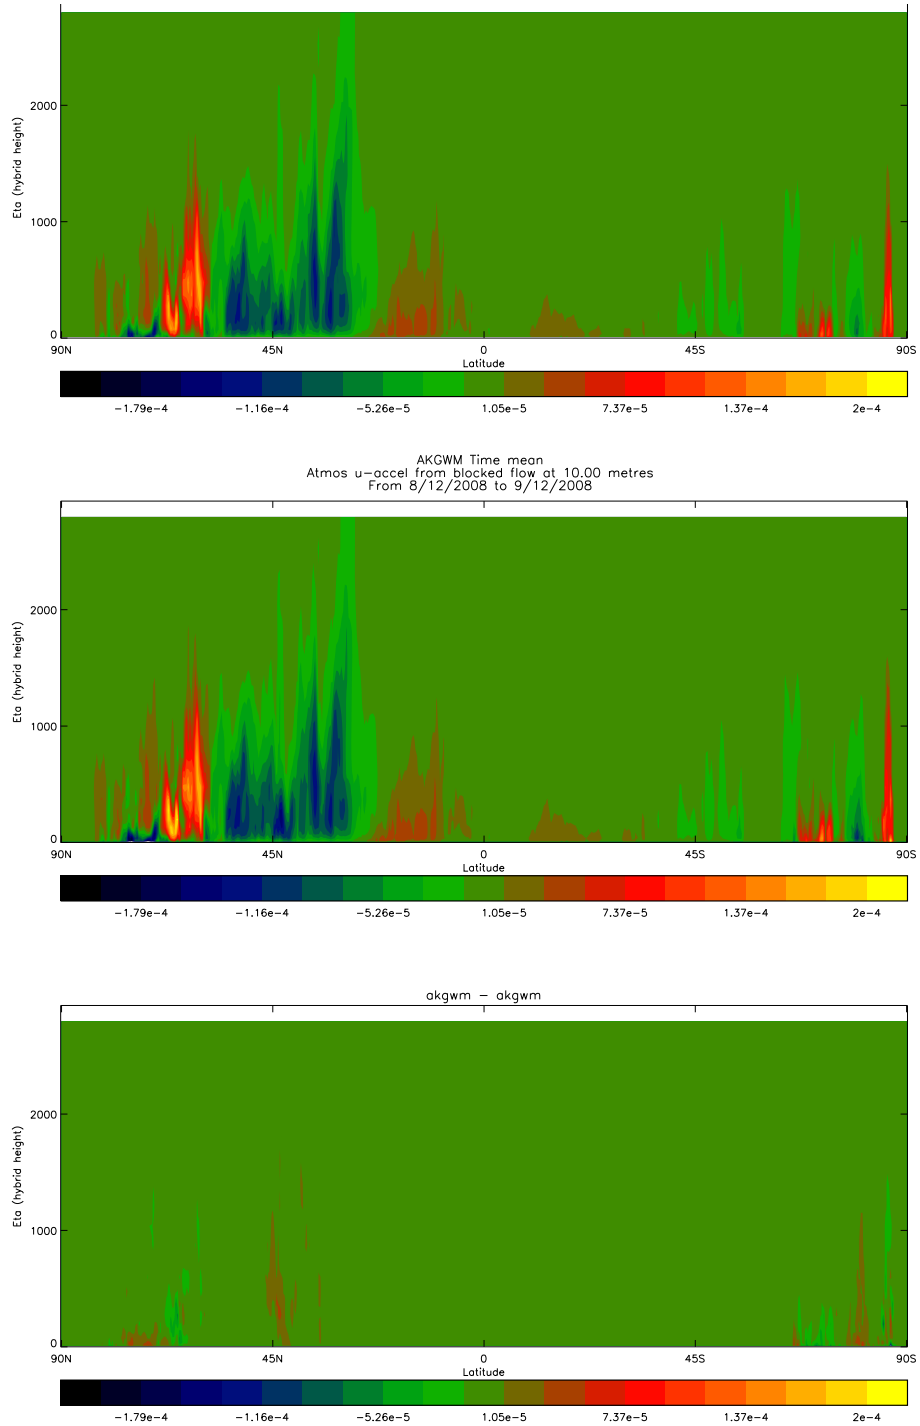 2000
1000
0
Eta (hybrid height)
90N 45N 0 45S 90S
Latitude
-1.79e-4 -1.16e-4 -5.26e-5 1.05e-5 7.37e-5 1.37e-4 2e-4
AKGWM Time mean
Atmos u-accel from blocked flow at 10.00 metres
From 8/12/2008 to 9/12/2008
2000
1000
0
Eta (hybrid height)
90N 45N 0 45S 90S
Latitude
-1.79e-4 -1.16e-4 -5.26e-5 1.05e-5 7.37e-5 1.37e-4 2e-4
akgwm - akgwm
2000
1000
0
Eta (hybrid height)
90N 45N 0 45S 90S
Latitude
-1.79e-4 -1.16e-4 -5.26e-5 1.05e-5 7.37e-5 1.37e-4 2e-4